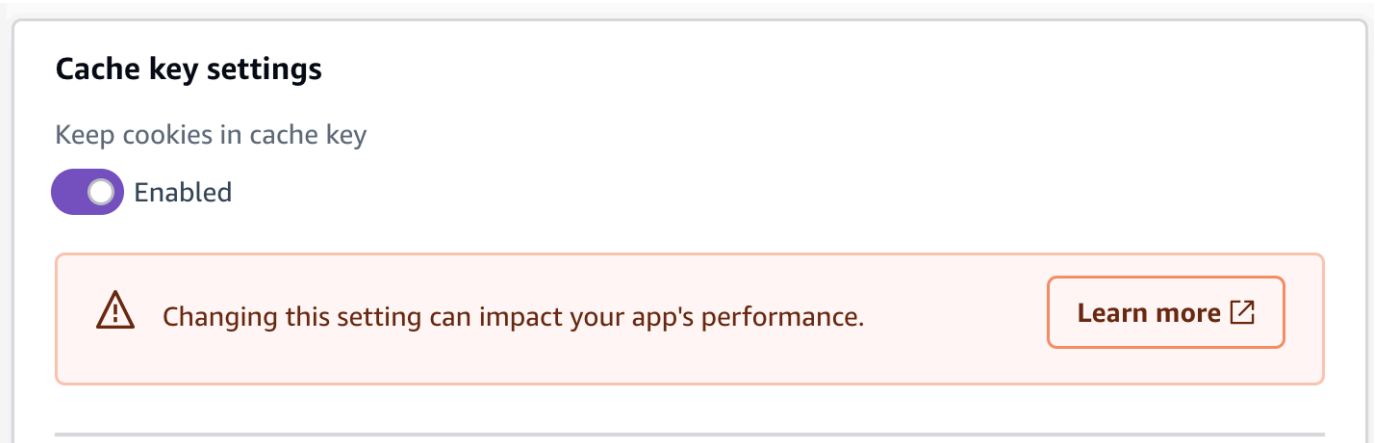 Cache key settings
Keep cookies in cache key
Enabled
Changing this setting can impact your app's performance.
Learn more